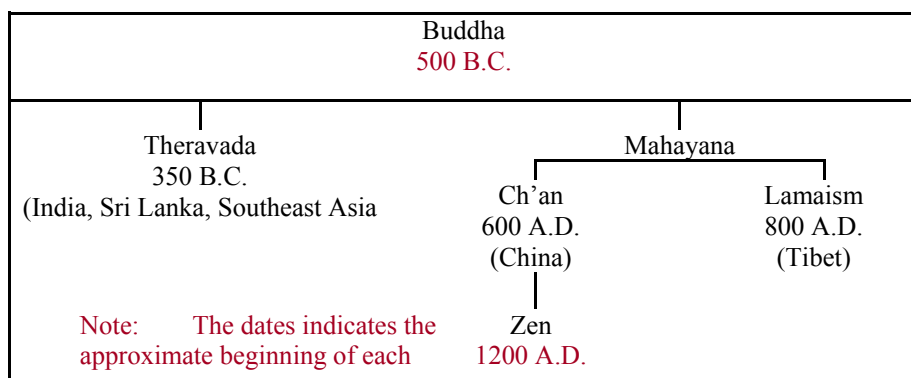 Buddha
500 B.C.
Theravada
350 B.C.
(India, Sri Lanka, Southeast Asia
Mahayana
Ch’an
600 A.D.
(China)
Lamaism
800 A.D.
(Tibet)
Zen
1200 A.D.
Note: The dates indicates the
approximate beginning of each